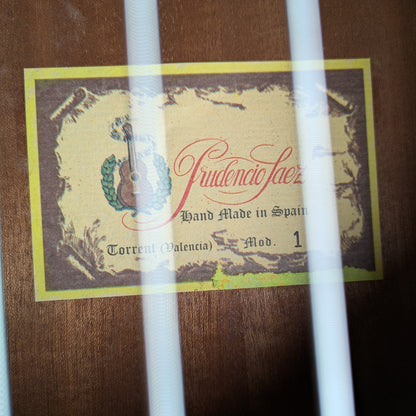 Prudencio Saez
Hand Made in Spain
Torrent (Valencia) Mod. 1